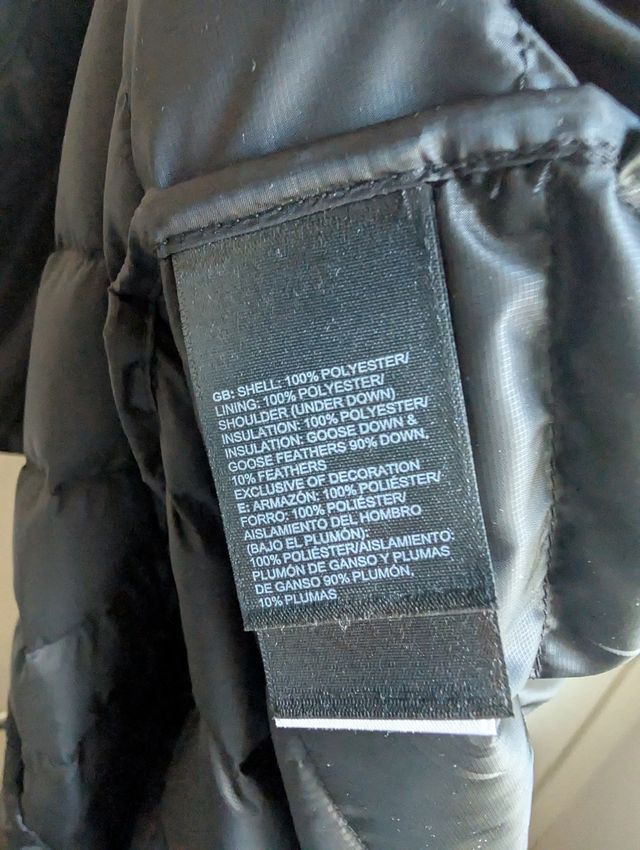 GB: SHELL: 100% POLYESTER/
LINING: 100% POLYESTER/
SHOULDER (UNDER DOWN)
INSULATION: 100% POLYESTER/
INSULATION: GOOSE DOWN &
GOOSE FEATHERS 90% DOWN,
10% FEATHERS
EXCLUSIVE OF DECORATION
E: ARMAZÓN: 100% POLIÉSTER/
FORRO: 100% POLIÉSTER/
AISLAMIENTO DEL HOMBRO
(BAJO EL PLUMÓN):
100% POLIÉSTER/AISLAMIENTO:
PLUMÓN DE GANSO Y PLUMAS
DE GANSO 90% PLUMÓN,
10% PLUMAS